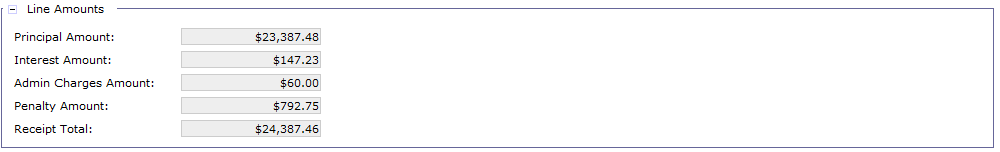 Line Amounts
Principal Amount: $23,387.48
Interest Amount: $147.23
Admin Charges Amount: $60.00
Penalty Amount: $792.75
Receipt Total: $24,387.46